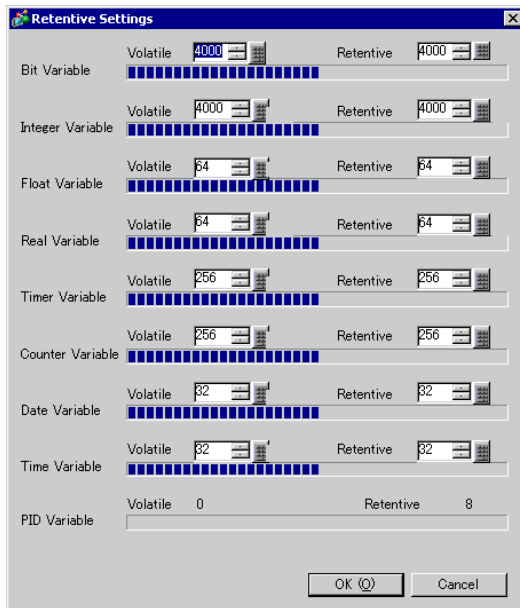 Retentive Settings
Volatile 4000 Retentive 4000
Bit Variable
Volatile 4000 Retentive 4000
Integer Variable
Volatile 64 Retentive 64
Float Variable
Volatile 64 Retentive 64
Real Variable
Volatile 256 Retentive 256
Timer Variable
Volatile 256 Retentive 256
Counter Variable
Volatile 32 Retentive 32
Date Variable
Volatile 32 Retentive 32
Time Variable
Volatile 0 Retentive 8
PID Variable
OK (O) Cancel